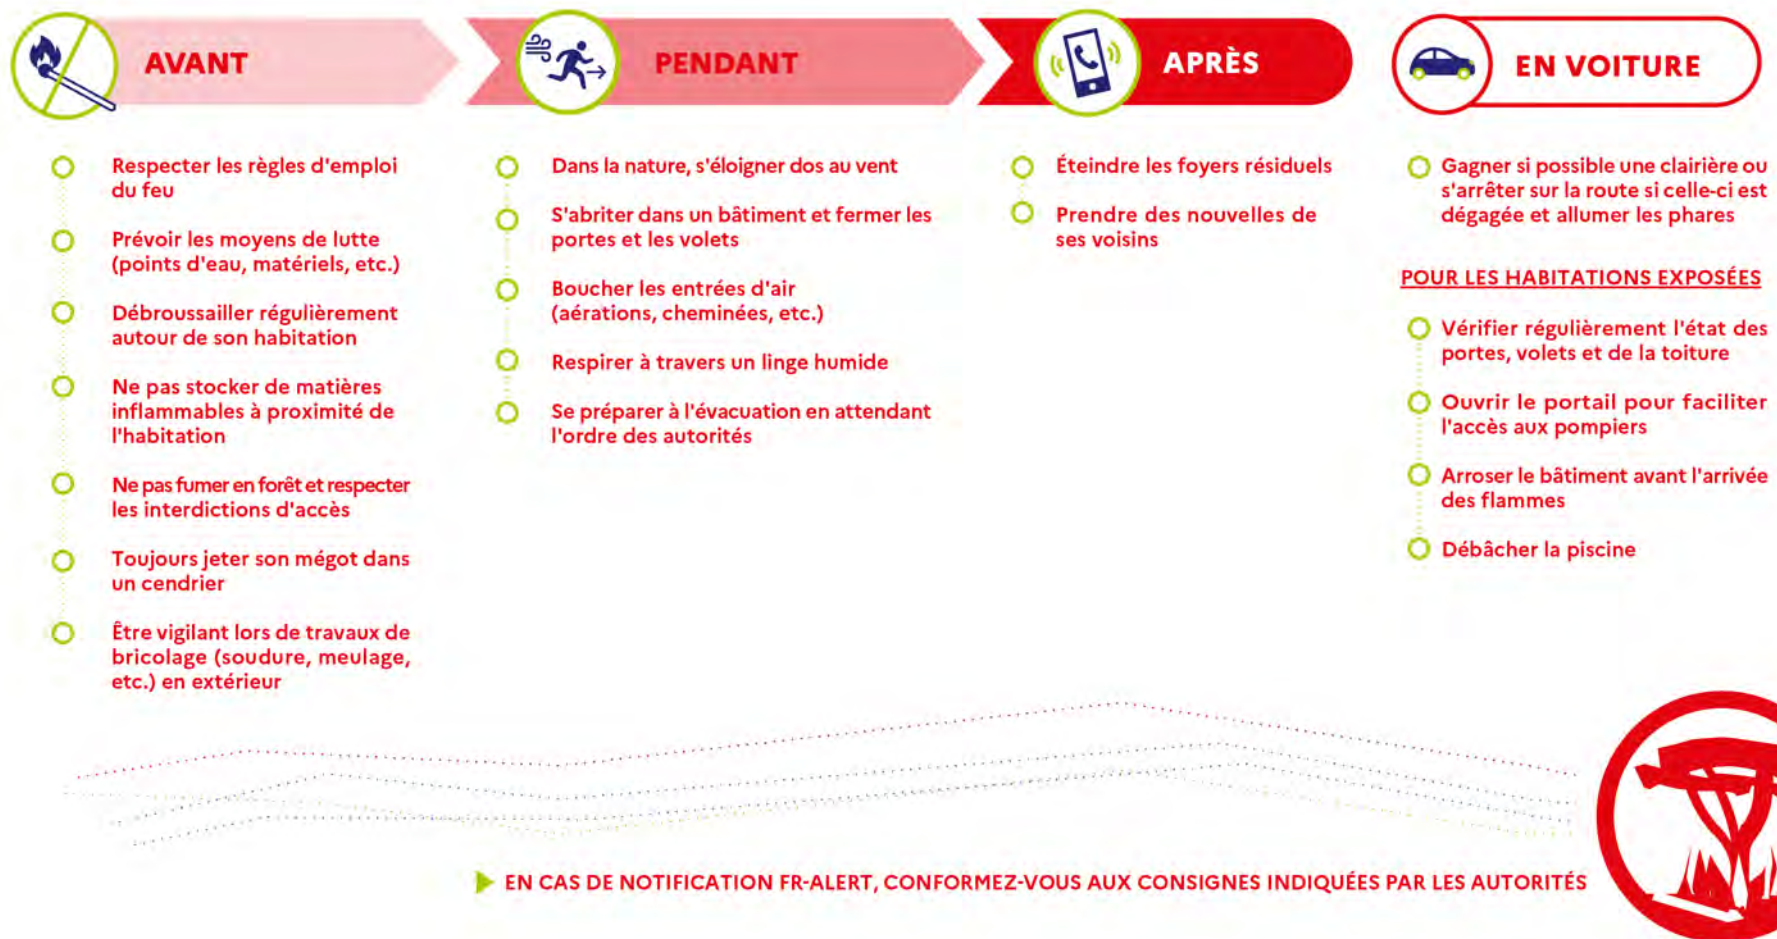 AVANT
Respecter les règles d'emploi
du feu
Prévoir les moyens de lutte
(points d'eau, matériels, etc.)
Débroussailler régulièrement
autour de son habitation
Ne pas stocker de matières
inflammables à proximité de
l'habitation
Ne pas fumer en forêt et respecter
les interdictions d'accès
Toujours jeter son mégot dans
un cendrier
Être vigilant lors de travaux de
bricolage (soudure, meulage,
etc.) en extérieur
PENDANT
Dans la nature, s'éloigner dos au vent
S'abriter dans un bâtiment et fermer les
portes et les volets
Boucher les entrées d'air
(aérations, cheminées, etc.)
Respirer à travers un linge humide
Se préparer à l'évacuation en attendant
l'ordre des autorités
APRÈS
Éteindre les foyers résiduels
Prendre des nouvelles de
ses voisins
EN VOITURE
Gagner si possible une clairière ou
s'arrêter sur la route si celle-ci est
dégagée et allumer les phares
POUR LES HABITATIONS EXPOSÉES
Vérifier régulièrement l'état des
portes, volets et de la toiture
Ouvrir le portail pour faciliter
l'accès aux pompiers
Arroser le bâtiment avant l'arrivée
des flammes
Débâcher la piscine
EN CAS DE NOTIFICATION FR-ALERT, CONFORMEZ-VOUS AUX CONSIGNES INDIQUÉES PAR LES AUTORITÉS